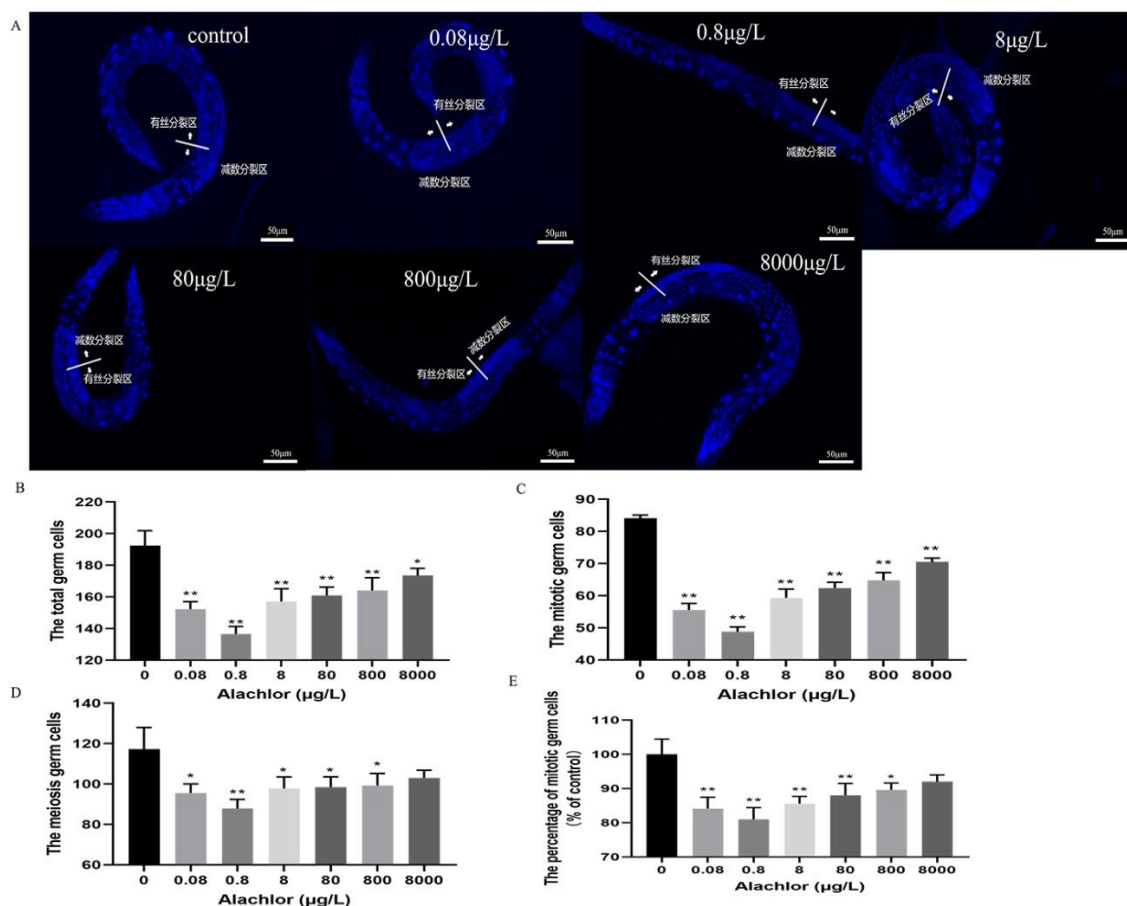 A
control
有丝分裂区
减数分裂区
50μm
0.08μg/L
有丝分裂区
减数分裂区
50μm
0.8μg/L
有丝分裂区
减数分裂区
50μm
8μg/L
减数分裂区
有丝分裂区
50μm
80μg/L
减数分裂区
有丝分裂区
50μm
800μg/L
减数分裂区
有丝分裂区
50μm
8000μg/L
有丝分裂区
减数分裂区
50μm
B
The total germ cells
220
200
180
160
140
120
** ** ** ** ** *
0 0.08 0.8 8 80 800 8000
Alachlor (μg/L)
C
The mitotic germ cells
90
80
70
60
50
40
** ** ** ** ** **
0 0.08 0.8 8 80 800 8000
Alachlor (μg/L)
D
The meiosis germ cells
140
120
100
80
60
* ** * * *
0 0.08 0.8 8 80 800 8000
Alachlor (μg/L)
E
The percentage of mitotic germ cells
(% of control)
110
100
90
80
70
** ** ** ** *
0 0.08 0.8 8 80 800 8000
Alachlor (μg/L)